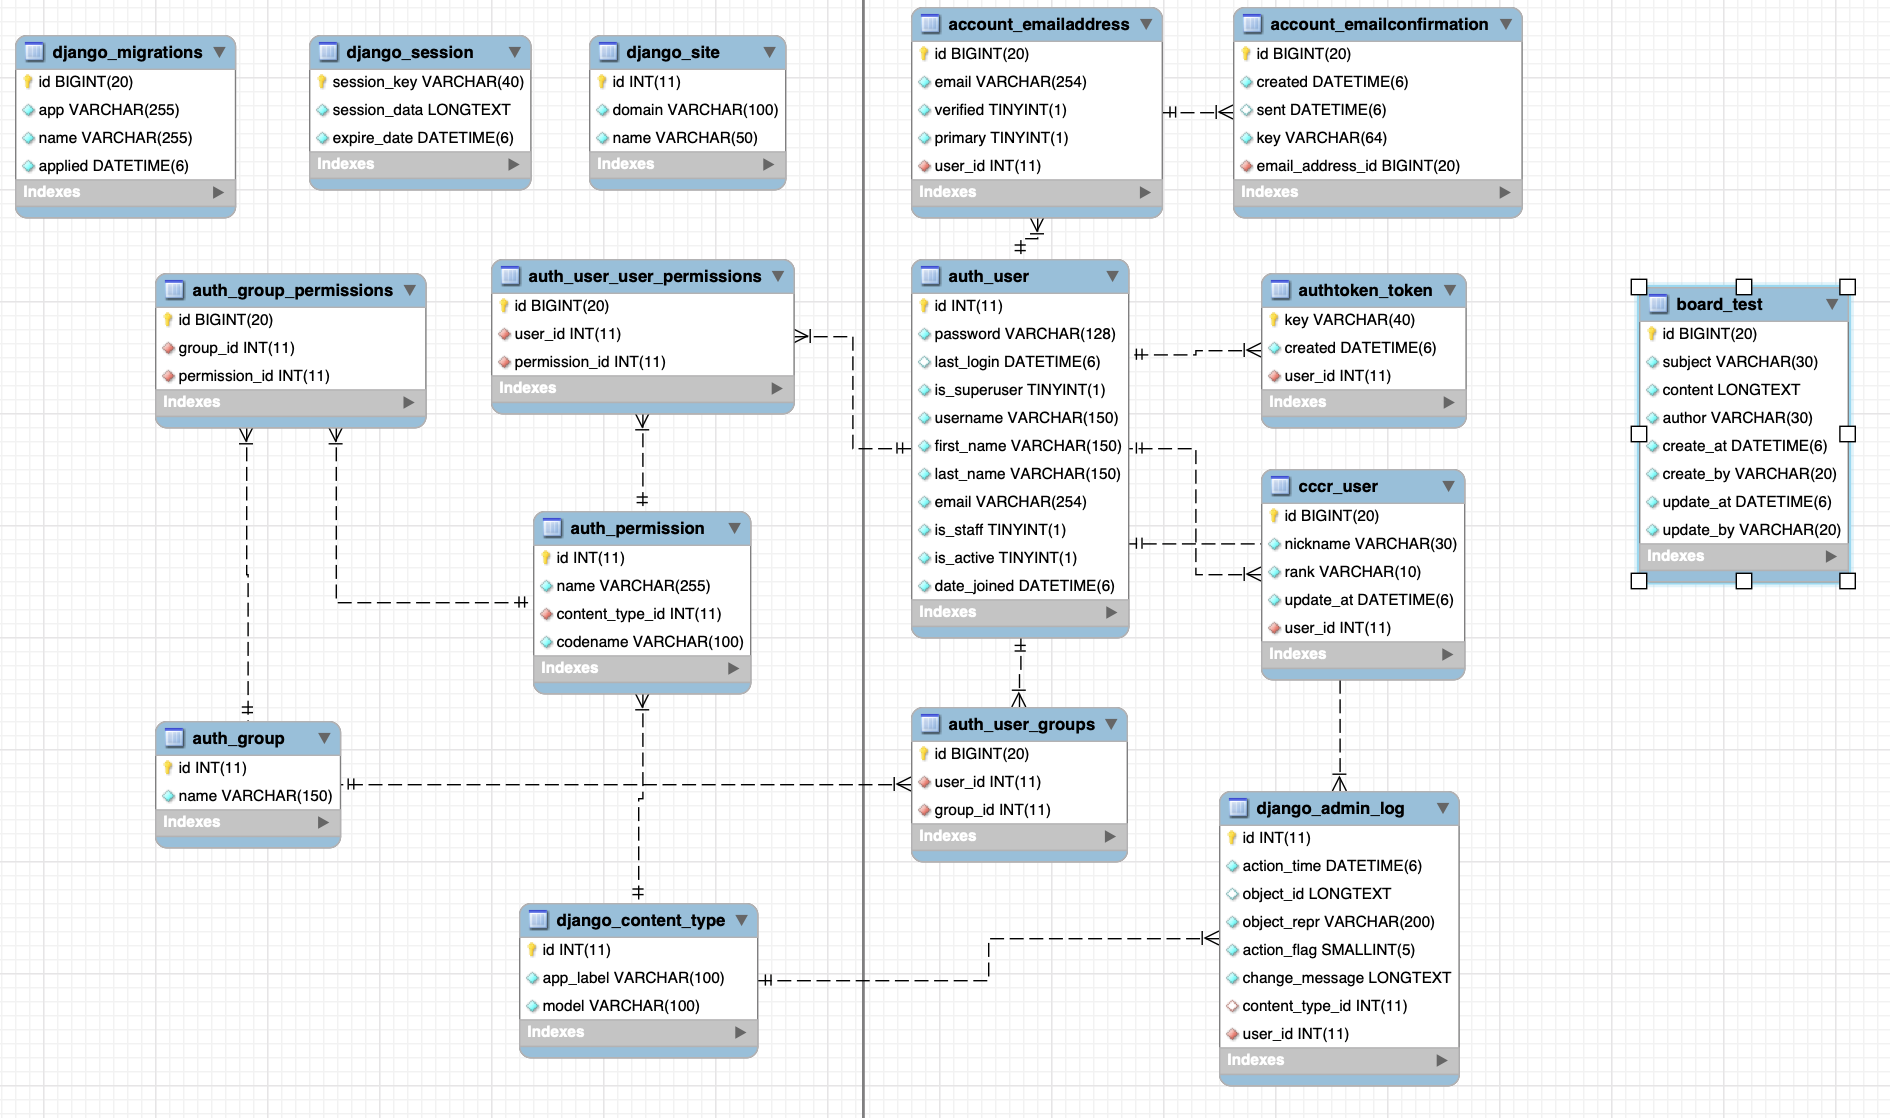 django_migrations
id BIGINT(20)
app VARCHAR(255)
name VARCHAR(255)
applied DATETIME(6)
Indexes
django_session
session_key VARCHAR(40)
session_data LONGTEXT
expire_date DATETIME(6)
Indexes
django_site
id INT(11)
domain VARCHAR(100)
name VARCHAR(50)
Indexes
account_emailaddress
id BIGINT(20)
email VARCHAR(254)
verified TINYINT(1)
primary TINYINT(1)
user_id INT(11)
Indexes
account_emailconfirmation
id BIGINT(20)
created DATETIME(6)
sent DATETIME(6)
key VARCHAR(64)
email_address_id BIGINT(20)
Indexes
auth_group_permissions
id BIGINT(20)
group_id INT(11)
permission_id INT(11)
Indexes
auth_user_user_permissions
id BIGINT(20)
user_id INT(11)
permission_id INT(11)
Indexes
auth_user
id INT(11)
password VARCHAR(128)
last_login DATETIME(6)
is_superuser TINYINT(1)
username VARCHAR(150)
first_name VARCHAR(150)
last_name VARCHAR(150)
email VARCHAR(254)
is_staff TINYINT(1)
is_active TINYINT(1)
date_joined DATETIME(6)
Indexes
authtoken_token
key VARCHAR(40)
created DATETIME(6)
user_id INT(11)
Indexes
board_test
id BIGINT(20)
subject VARCHAR(30)
content LONGTEXT
author VARCHAR(30)
create_at DATETIME(6)
create_by VARCHAR(20)
update_at DATETIME(6)
update_by VARCHAR(20)
Indexes
cccr_user
id BIGINT(20)
nickname VARCHAR(30)
rank VARCHAR(10)
update_at DATETIME(6)
user_id INT(11)
Indexes
auth_permission
id INT(11)
name VARCHAR(255)
content_type_id INT(11)
codename VARCHAR(100)
Indexes
auth_group
id INT(11)
name VARCHAR(150)
Indexes
auth_user_groups
id BIGINT(20)
user_id INT(11)
group_id INT(11)
Indexes
django_admin_log
id INT(11)
action_time DATETIME(6)
object_id LONGTEXT
object_repr VARCHAR(200)
action_flag SMALLINT(5)
change_message LONGTEXT
content_type_id INT(11)
user_id INT(11)
Indexes
django_content_type
id INT(11)
app_label VARCHAR(100)
model VARCHAR(100)
Indexes